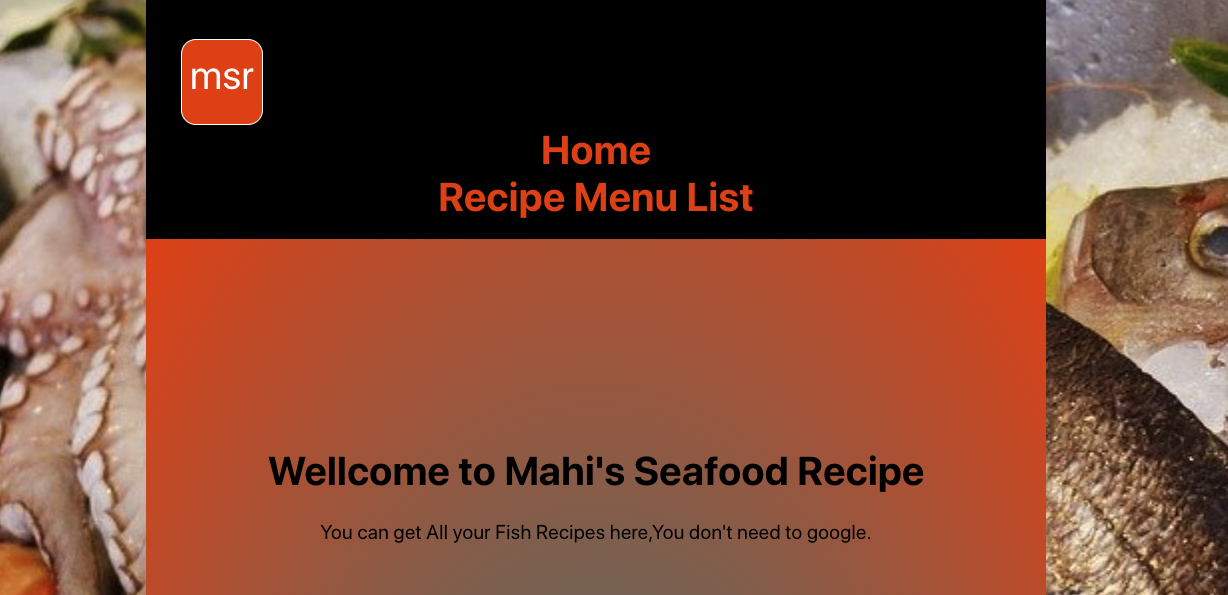 msr
Home
Recipe Menu List
Wellcome to Mahi's Seafood Recipe
You can get All your Fish Recipes here,You don't need to google.